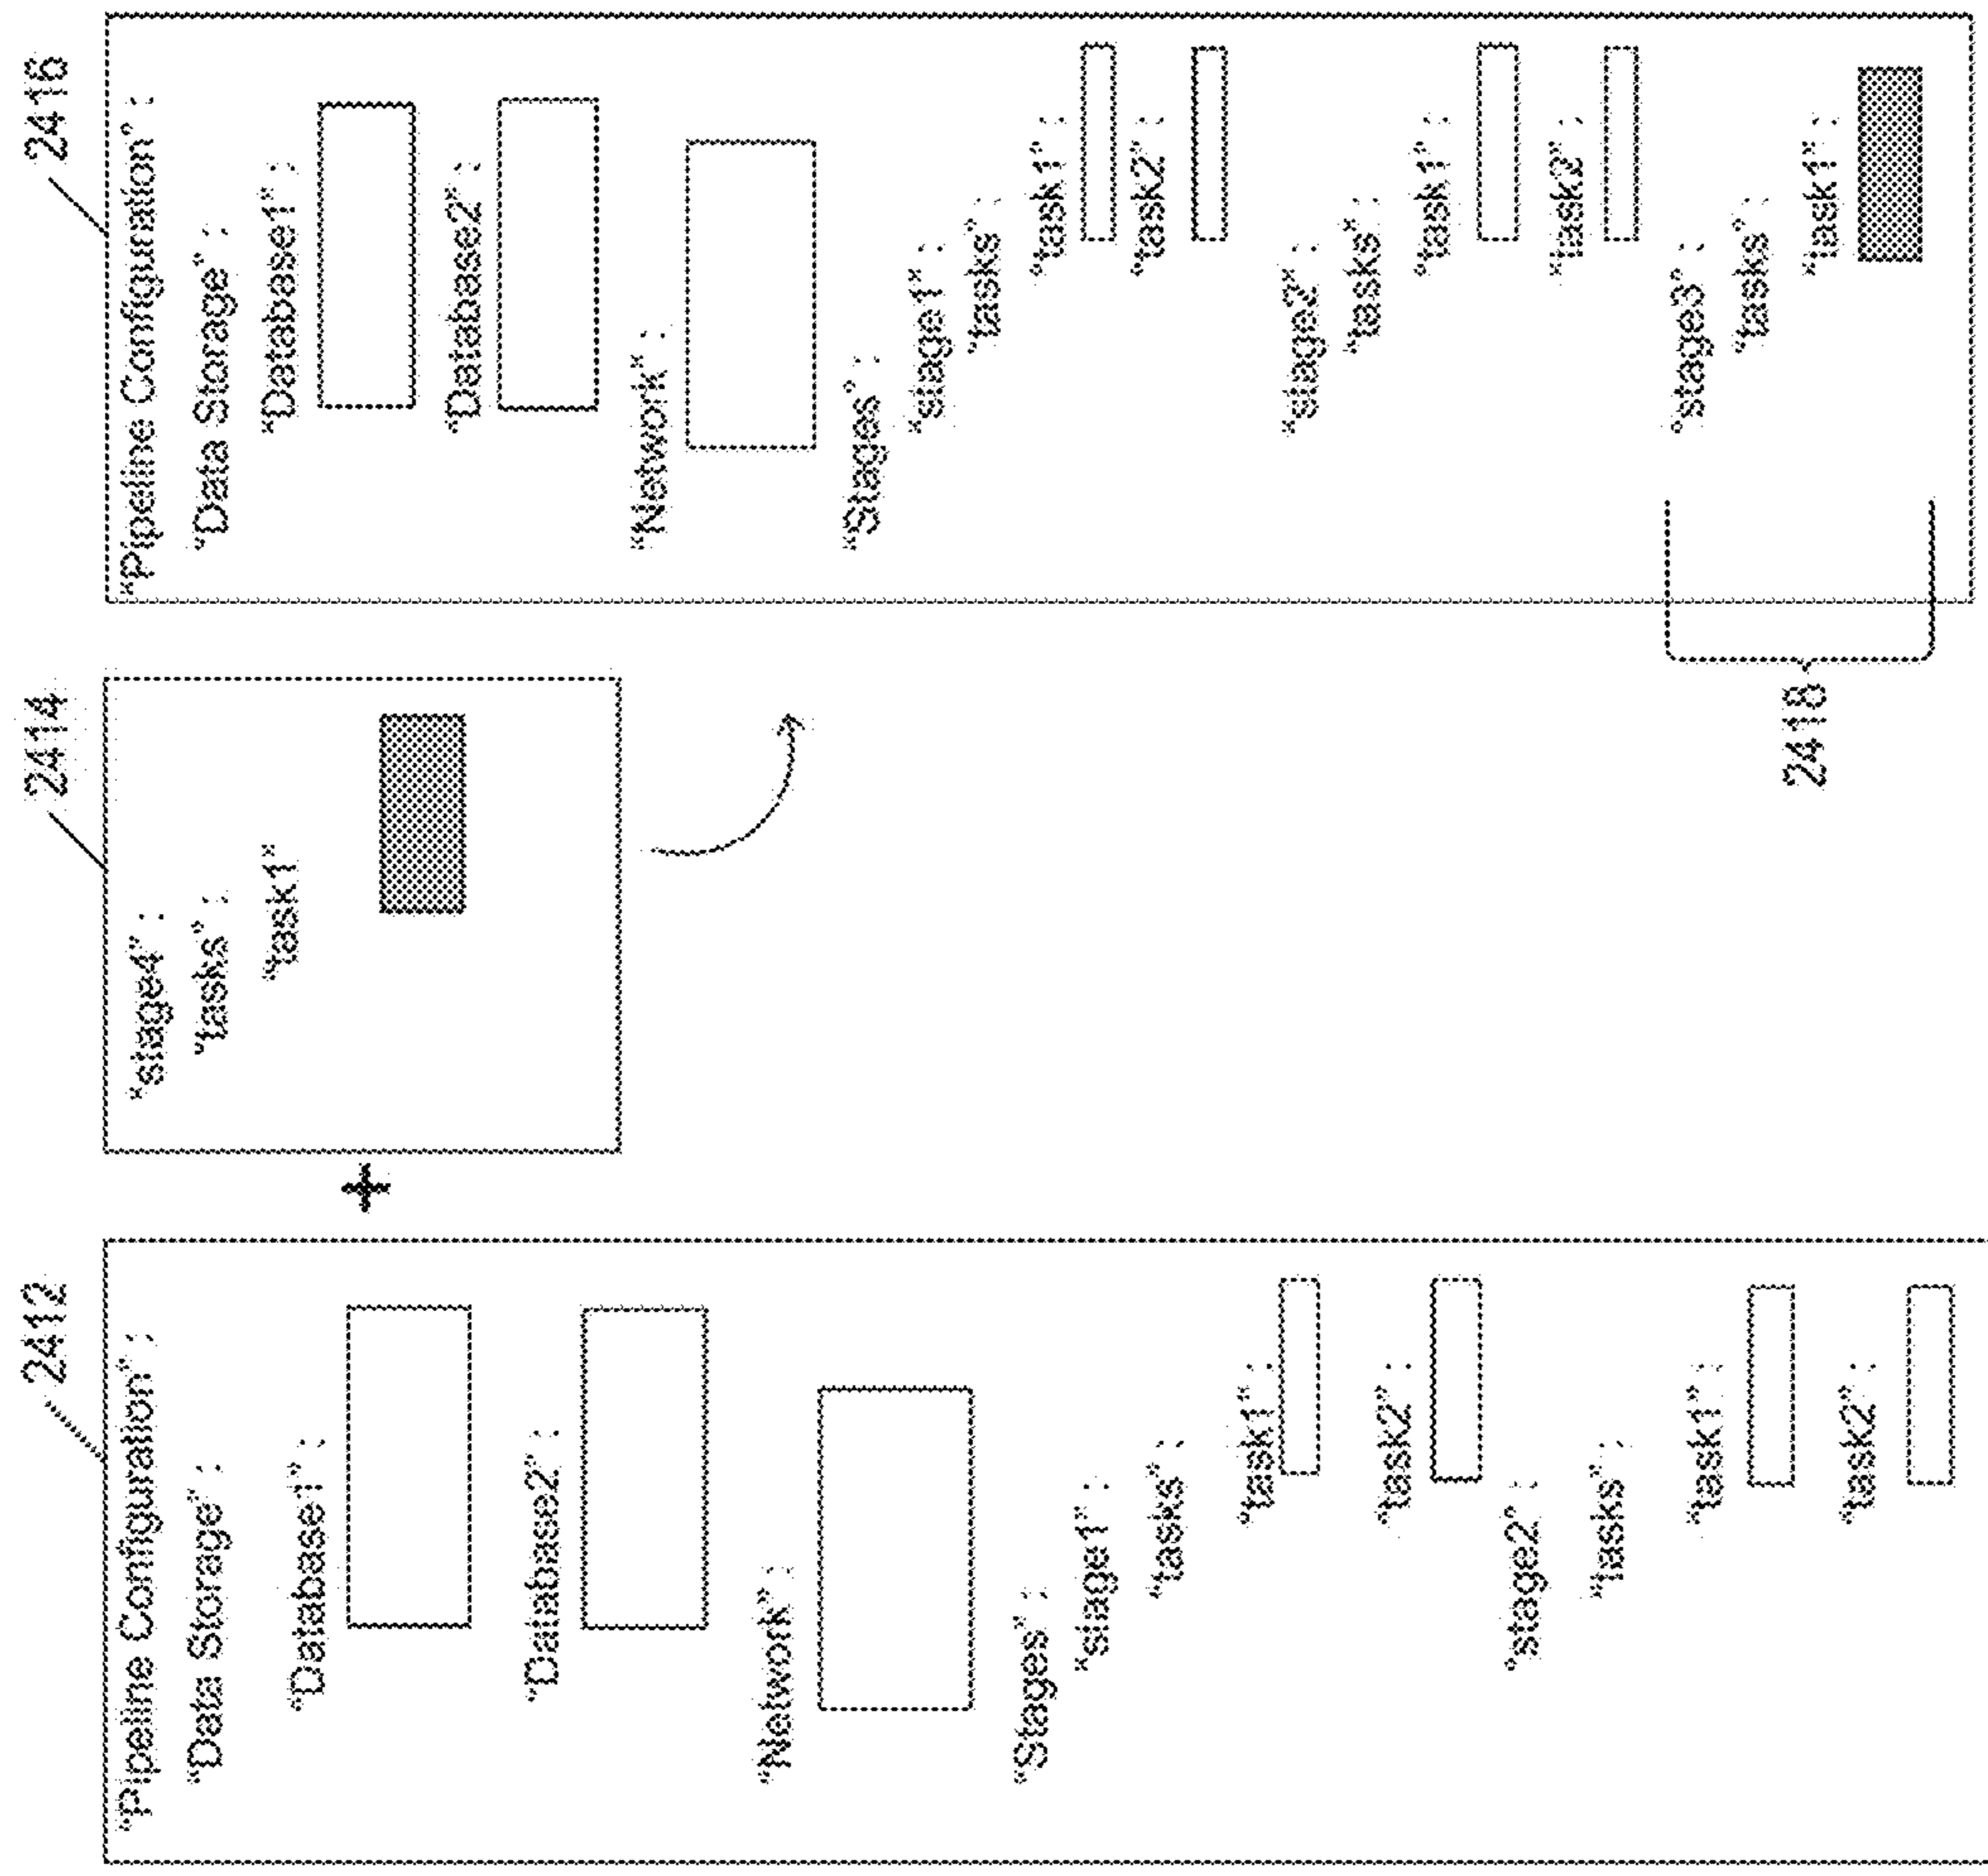 2412
"Pipeline Configuration" :
"Data Storage" :
"Database1" :
"Database2" :
"Network" :
"Stages" :
"stage1" :
"tasks" :
"task1" :
"task2" :
"stage2" :
"tasks" :
"task1" :
"task2" :
+
2414
"stage4" :
"tasks" :
"task1"
2416
"Pipeline Configuration" :
"Data Storage" :
"Database1" :
"Database2" :
"Network" :
"Stages" :
"stage1" :
"tasks" :
"task1" :
"task2" :
"stage2" :
"tasks" :
"task1" :
"task2" :
"stage3" :
"tasks" :
"task1" :
2418